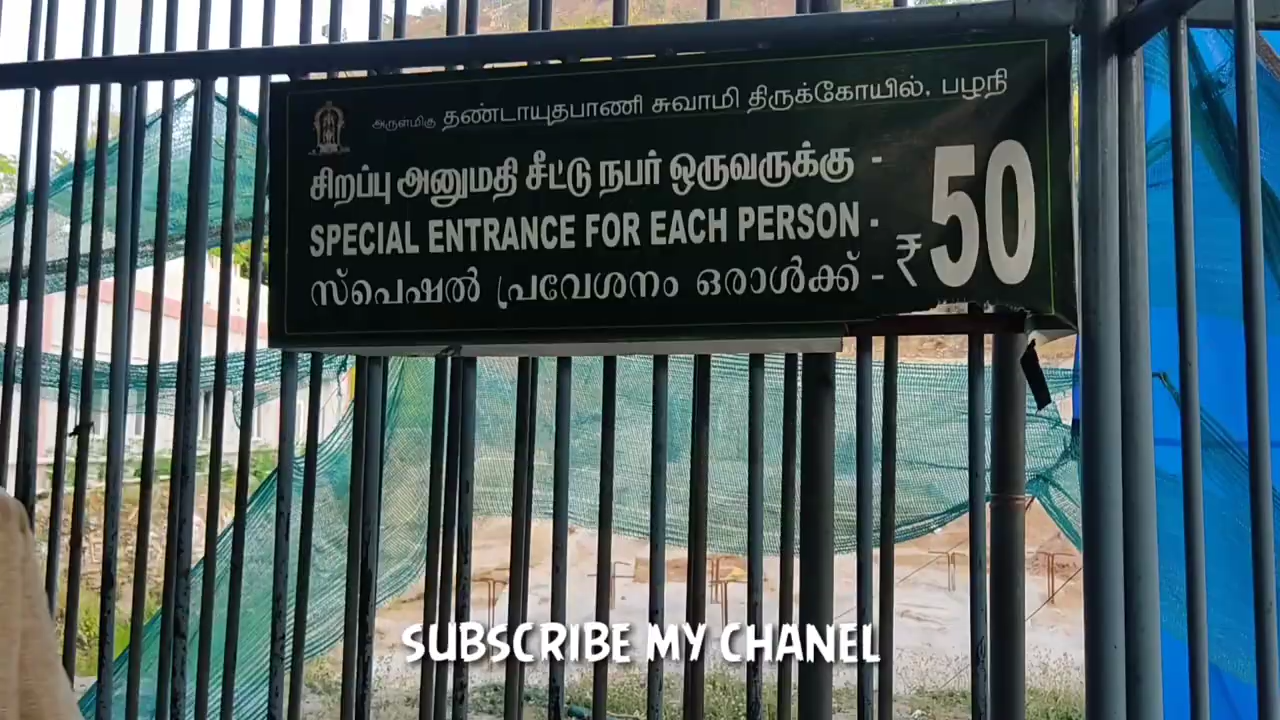 அருள்மிகு தண்டாயுதபாணி சுவாமி திருக்கோயில், பழநி
சிறப்பு அனுமதி சீட்டு நபர் ஒருவருக்கு -
SPECIAL ENTRANCE FOR EACH PERSON -
സ്പെഷൽ പ്രവേശനം ഒരാൾക്ക് -
₹ 50
SUBSCRIBE MY CHANEL